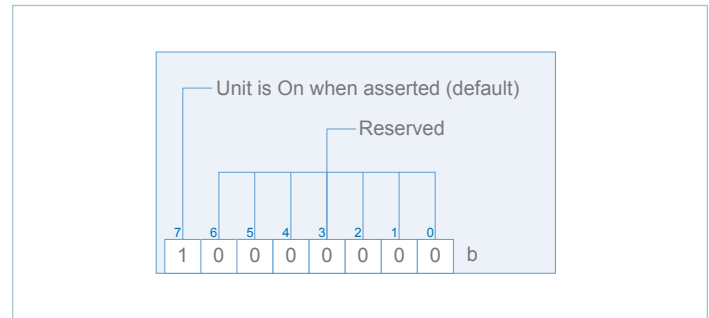 Unit is On when asserted (default)
Reserved
7 6 5 4 3 2 1 0
1 0 0 0 0 0 0 0 b